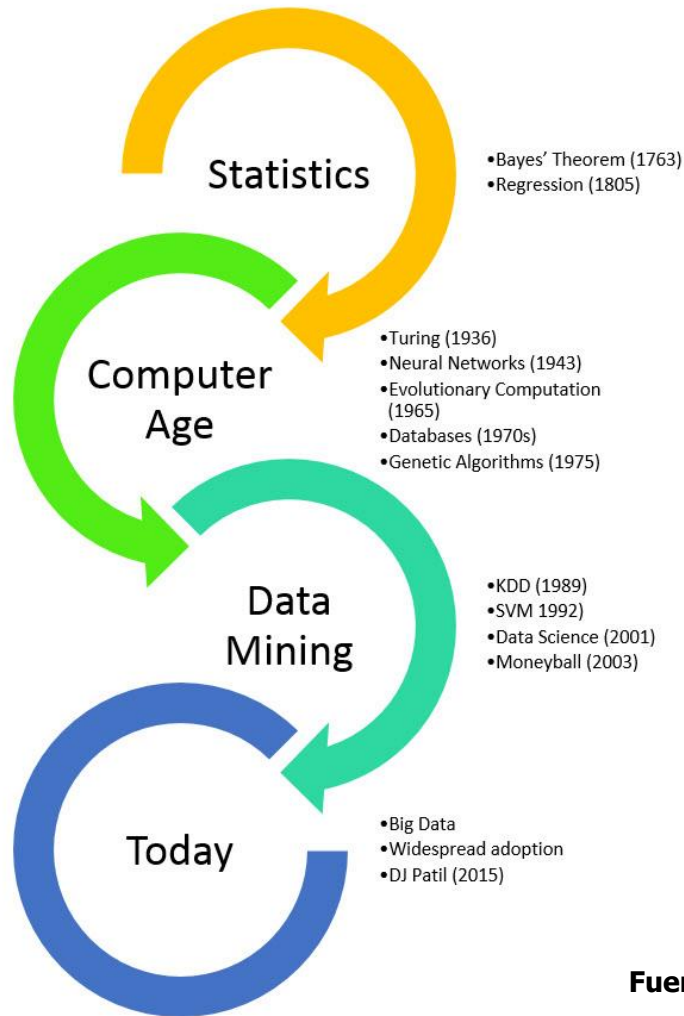 Statistics
•Bayes’ Theorem (1763)
•Regression (1805)
Computer
Age
•Turing (1936)
•Neural Networks (1943)
•Evolutionary Computation
(1965)
•Databases (1970s)
•Genetic Algorithms (1975)
Data
Mining
•KDD (1989)
•SVM 1992)
•Data Science (2001)
•Moneyball (2003)
Today
•Big Data
•Widespread adoption
•DJ Patil (2015)